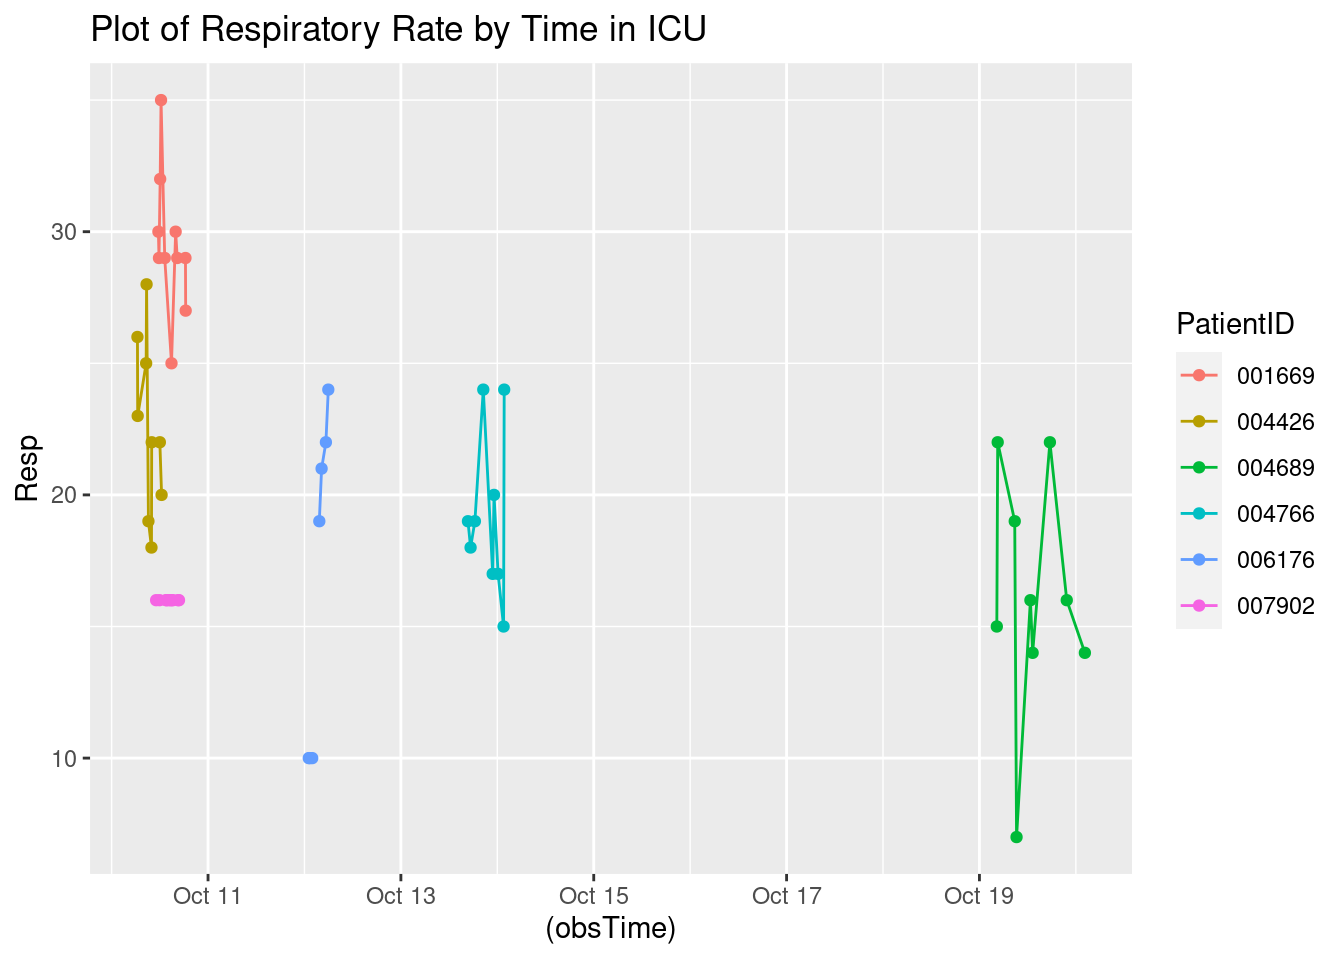 Plot of Respiratory Rate by Time in ICU
Resp
30
20
10
Oct 11
Oct 13
Oct 15
Oct 17
Oct 19
(obsTime)
PatientID
001669
004426
004689
004766
006176
007902